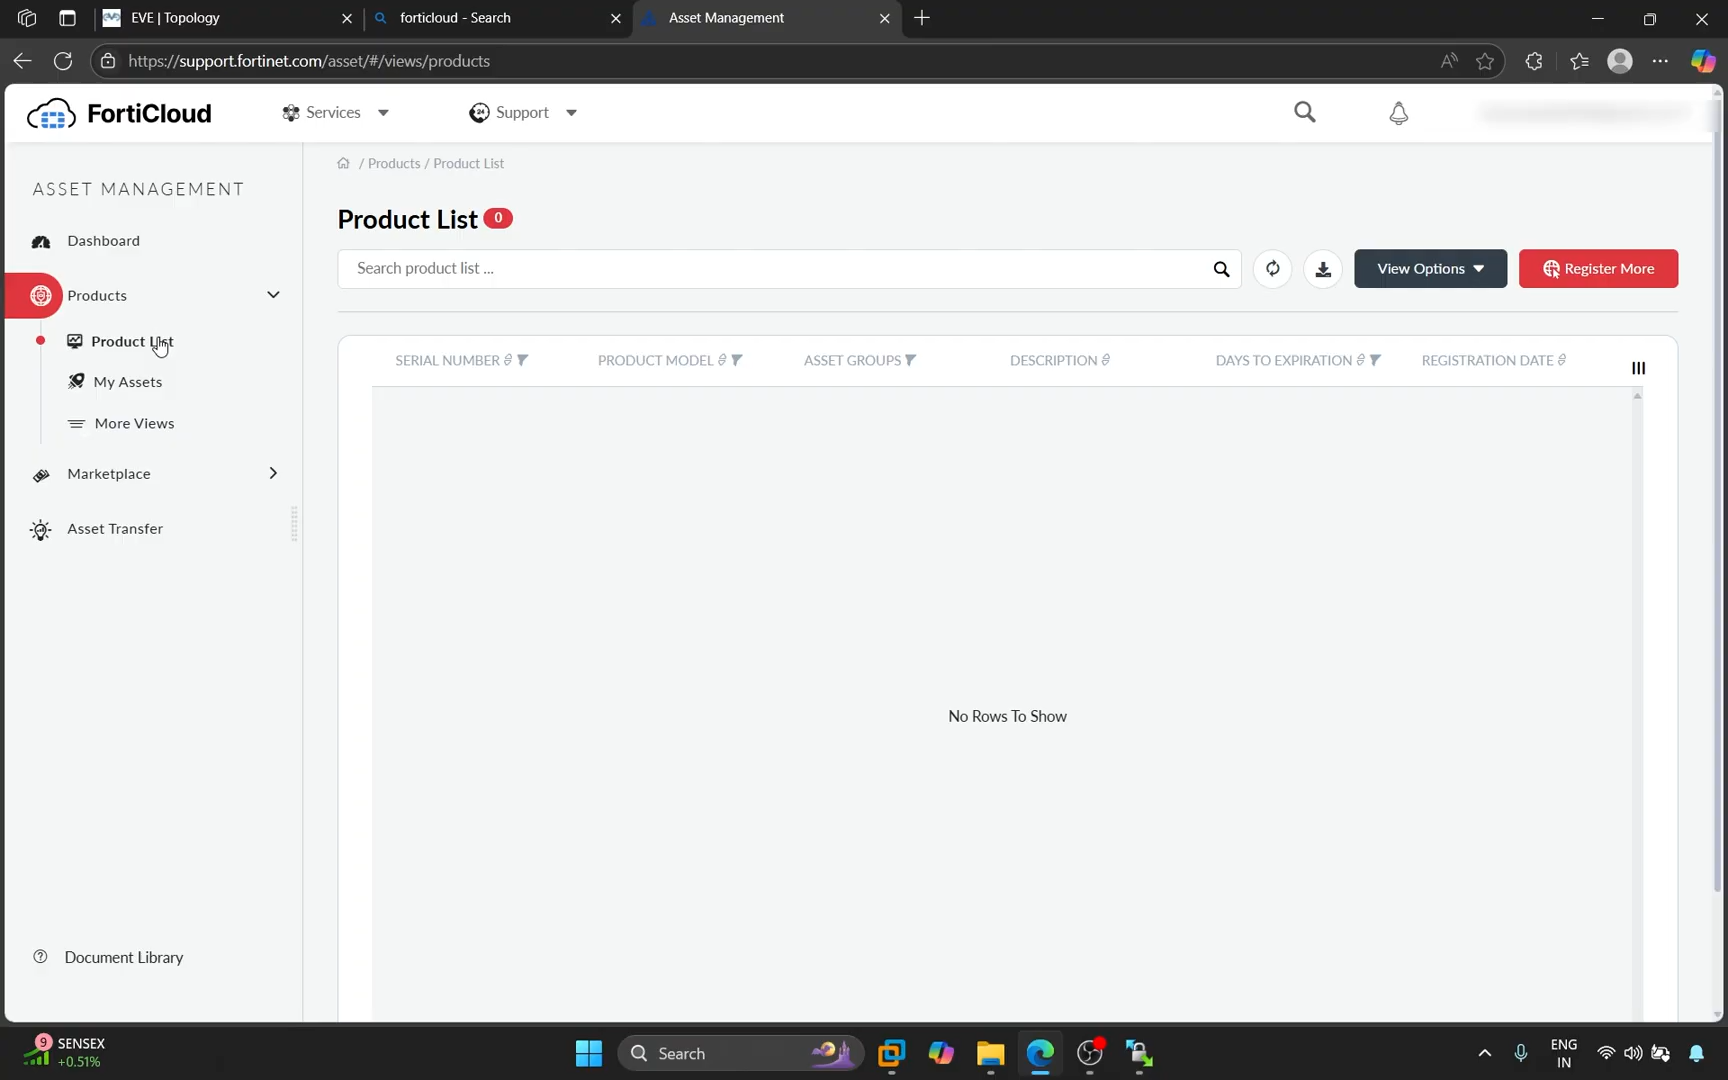 EVE | Topology
forticloud - Search
Asset Management
https://support.fortinet.com/asset/#/views/products
FortiCloud
Services
24
Support
/ Products / Product List
ASSET MANAGEMENT
Dashboard
Products
Product List
My Assets
More Views
Marketplace
Asset Transfer
Document Library
Product List 0
Search product list ...
View Options
Register More
SERIAL NUMBER
PRODUCT MODEL
ASSET GROUPS
DESCRIPTION
DAYS TO EXPIRATION
REGISTRATION DATE
No Rows To Show
9
SENSEX
+0.51%
Search
ENG
IN